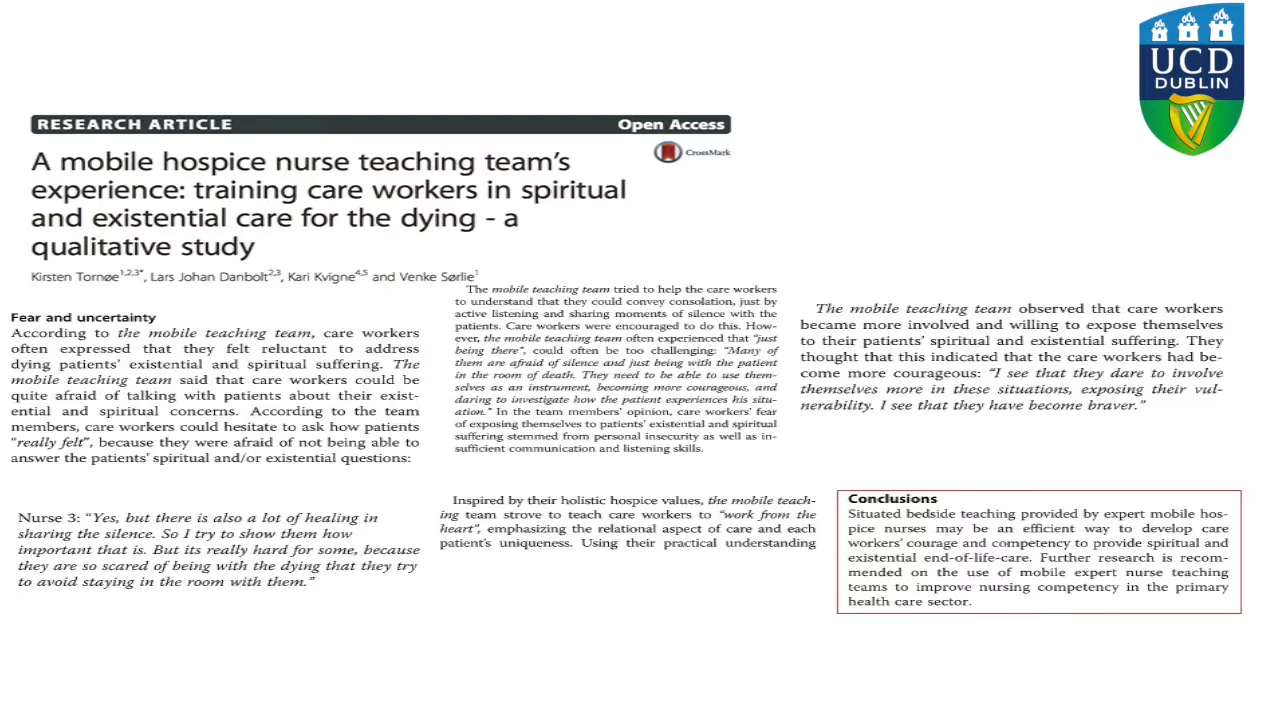 UCD
DUBLIN
RESEARCH ARTICLE
Open Access
CrossMark
A mobile hospice nurse teaching team's
experience: training care workers in spiritual
and existential care for the dying - a
qualitative study
Kirsten Tornøe1,2,3*, Lars Johan Danbolt2,3, Kari Kvigne4,5 and Venke Sørlie1
Fear and uncertainty
According to the mobile teaching team, care workers
often expressed that they felt reluctant to address
dying patients' existential and spiritual suffering. The
mobile teaching team said that care workers could be
quite afraid of talking with patients about their exist-
ential and spiritual concerns. According to the team
members, care workers could hesitate to ask how patients
"really felt", because they were afraid of not being able to
answer the patients' spiritual and/or existential questions:
Nurse 3: "Yes, but there is also a lot of healing in
sharing the silence. So I try to show them how
important that is. But its really hard for some, because
they are so scared of being with the dying that they try
to avoid staying in the room with them."
The mobile teaching team tried to help the care workers
to understand that they could convey consolation, just by
active listening and sharing moments of silence with the
patients. Care workers were encouraged to do this. How-
ever, the mobile teaching team often experienced that "just
being there", could often be too challenging: "Many of
them are afraid of silence and just being with the patient
in the room of death. They need to be able to use them-
selves as an instrument, becoming more courageous, and
daring to investigate how the patient experiences his situ-
ation." In the team members' opinion, care workers' fear
of exposing themselves to patients' existential and spiritual
suffering stemmed from personal insecurity as well as in-
sufficient communication and listening skills.
Inspired by their holistic hospice values, the mobile teach-
ing team strove to teach care workers to "work from the
heart", emphasizing the relational aspect of care and each
patient's uniqueness. Using their practical understanding
The mobile teaching team observed that care workers
became more involved and willing to expose themselves
to their patients' spiritual and existential suffering. They
thought that this indicated that the care workers had be-
come more courageous: "I see that they dare to involve
themselves more in these situations, exposing their vul-
nerability. I see that they have become braver."
Conclusions
Situated bedside teaching provided by expert mobile hos-
pice nurses may be an efficient way to develop care
workers' courage and competency to provide spiritual and
existential end-of-life-care. Further research is recom-
mended on the use of mobile expert nurse teaching
teams to improve nursing competency in the primary
health care sector.